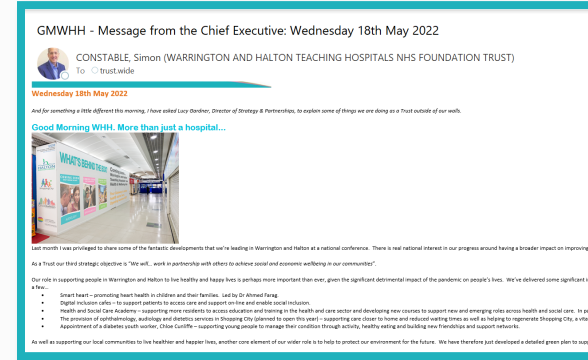 GMWHH - Message from the Chief Executive: Wednesday 18th May 2022
CONSTABLE, Simon (WARRINGTON AND HALTON TEACHING HOSPITALS NHS FOUNDATION TRUST)
To trust.wide
Wednesday 18th May 2022
And for something a little different this morning, I have asked Lucy Gardner, Director of Strategy & Partnerships, to explain some of things we are doing as a Trust outside of our walls.
Good Morning WHH. More than just a hospital...
WHAT'S BEHIND THE
Last month I was privileged to share some of the fantastic developments that we're leading in Warrington and Halton at a national conference. There is real national interest in our progress around having a broader impact on improving
As a Trust our third strategic objective is "We will... work in partnership with others to achieve social and economic wellbeing in our communities".
Our role in supporting people in Warrington and Halton to live healthy and happy lives is perhaps more important than ever, given the significant detrimental impact of the pandemic on people's lives. We've delivered some significant i
a few...
• Smart heart – promoting heart health in children and their families. Led by Dr Ahmed Farag.
• Digital inclusion cafes – to support patients to access care and support on-line and enable social inclusion.
• Health and Social Care Academy – supporting more residents to access education and training in the health and care sector and developing new courses to support new and emerging roles across health and social care. In p
• The provision of ophthalmology, audiology and dietetics services in Shopping City (planned to open this year) – supporting care closer to home and reduced waiting times as well as helping to regenerate Shopping City, a vita
• Appointment of a diabetes youth worker, Chloe Cunliffe – supporting young people to manage their condition through activity, healthy eating and building new friendships and support networks.
As well as supporting our local communities to live healthier and happier lives, another core element of our wider role is to help to protect our environment for the future. We have therefore just developed a detailed green plan to sup